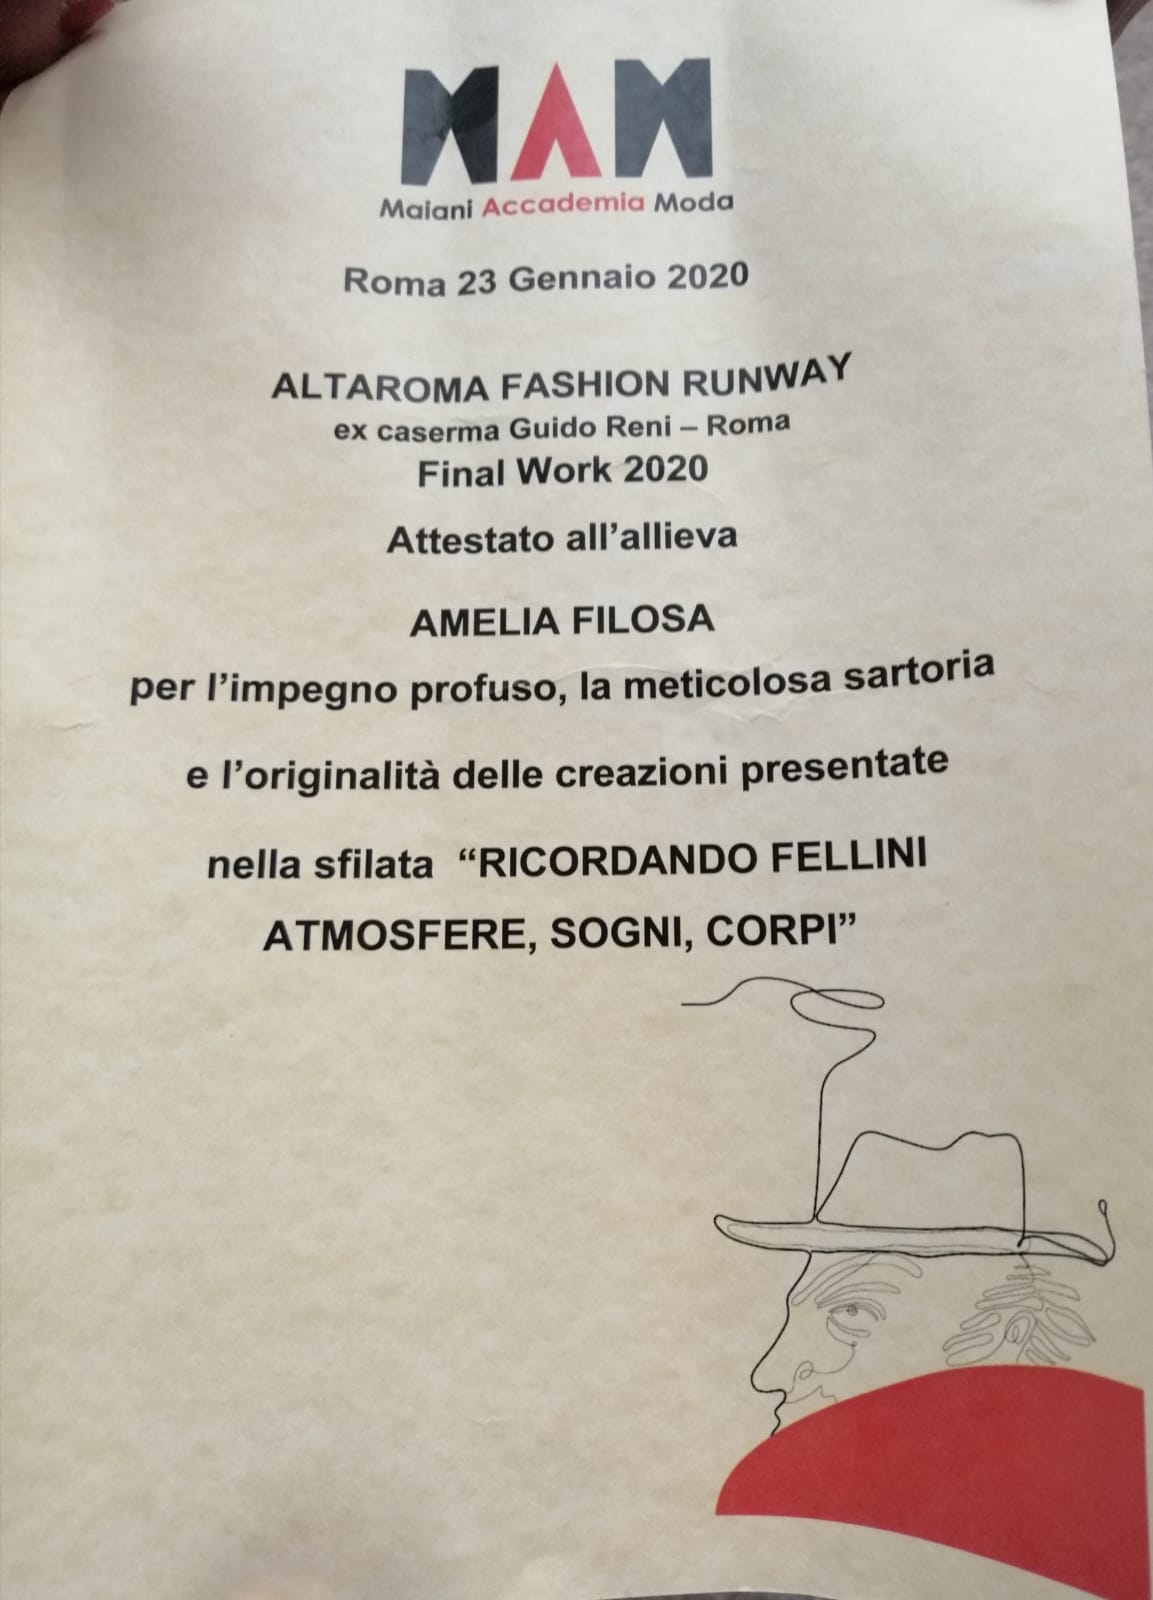 MAM
Maiani Accademia Moda
Roma 23 Gennaio 2020
ALTAROMA FASHION RUNWAY
ex caserma Guido Reni – Roma
Final Work 2020
Attestato all’allieva
AMELIA FILOSA
per l’impegno profuso, la meticolosa sartoria
e l’originalità delle creazioni presentate
nella sfilata “RICORDANDO FELLINI
ATMOSFERE, SOGNI, CORPI”